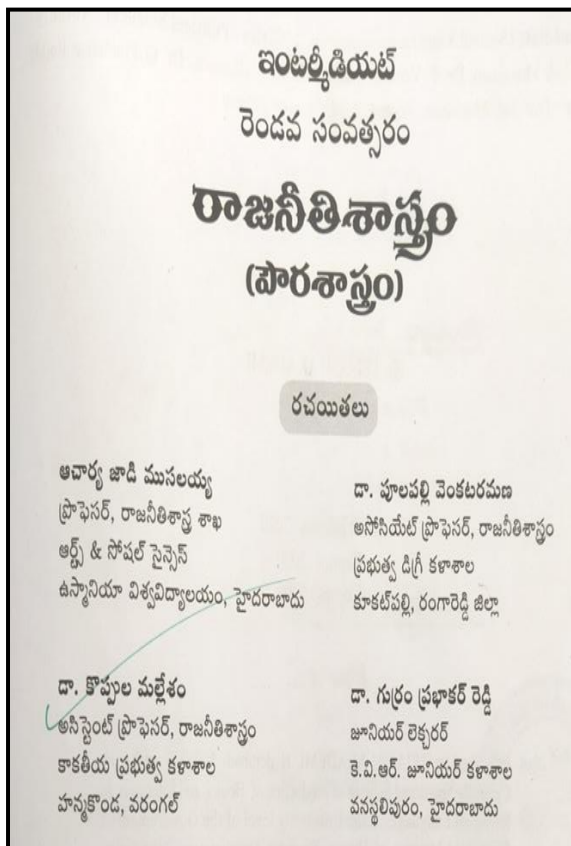 ఇంటర్మీడియట్
రెండవ సంవత్సరం
రాజనీతిశాస్త్రం
(పౌరశాస్త్రం)
రచయితలు
ఆచార్య జాడి ముసలయ్య
ప్రొఫెసర్, రాజనీతిశాస్త్ర శాఖ
ఆర్ట్స్ & సోషల్ సైన్సెస్
ఉస్మానియా విశ్వవిద్యాలయం, హైదరాబాదు
డా. పూలపల్లి వెంకటరమణ
అసోసియేట్ ప్రొఫెసర్, రాజనీతిశాస్త్రం
ప్రభుత్వ డిగ్రీ కళాశాల
కూకట్‌పల్లి, రంగారెడ్డి జిల్లా
డా. కొప్పుల మల్లేశం
అసిస్టెంట్ ప్రొఫెసర్, రాజనీతిశాస్త్రం
కాకతీయ ప్రభుత్వ కళాశాల
హన్మకొండ, వరంగల్
డా. గుర్రం ప్రభాకర్ రెడ్డి
జూనియర్ లెక్చరర్
కె.వి.ఆర్. జూనియర్ కళాశాల
వనస్థలిపురం, హైదరాబాదు